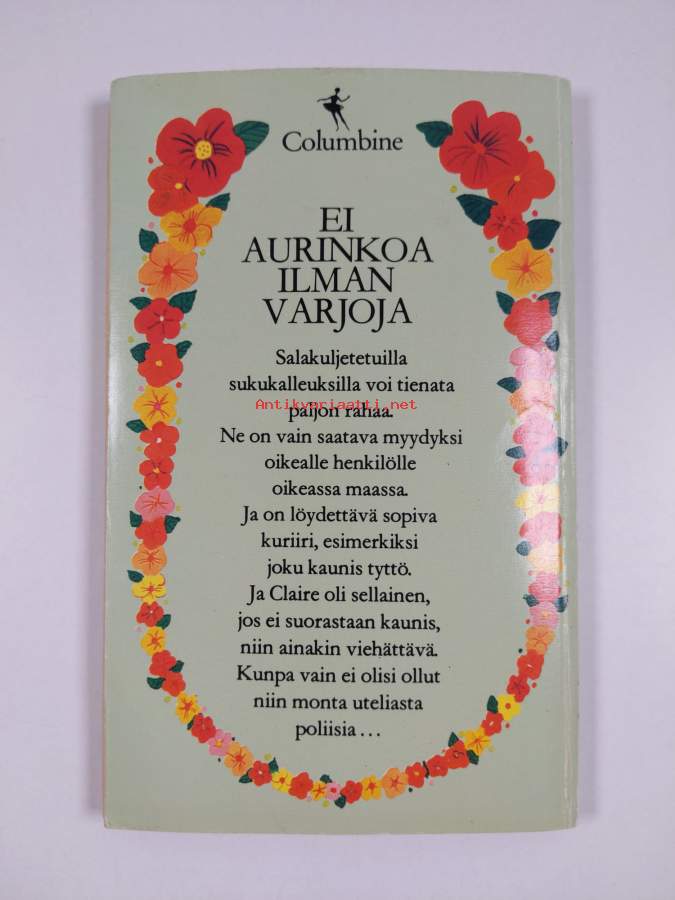 Columbine
EI
AURINKOA
ILMAN
VARJOJA
Salakuljetetuilla
sukukalleuksilla voi tienata
paljon rahaa.
Antikvariaatti.net
Ne on vain saatava myydyksi
oikealle henkilölle
oikeassa maassa.
Ja on löydettävä sopiva
kuriiri, esimerkiksi
joku kaunis tyttö.
Ja Claire oli sellainen,
jos ei suorastaan kaunis,
niin ainakin viehättävä.
Kunpa vain ei olisi ollut
niin monta uteliasta
poliisia...